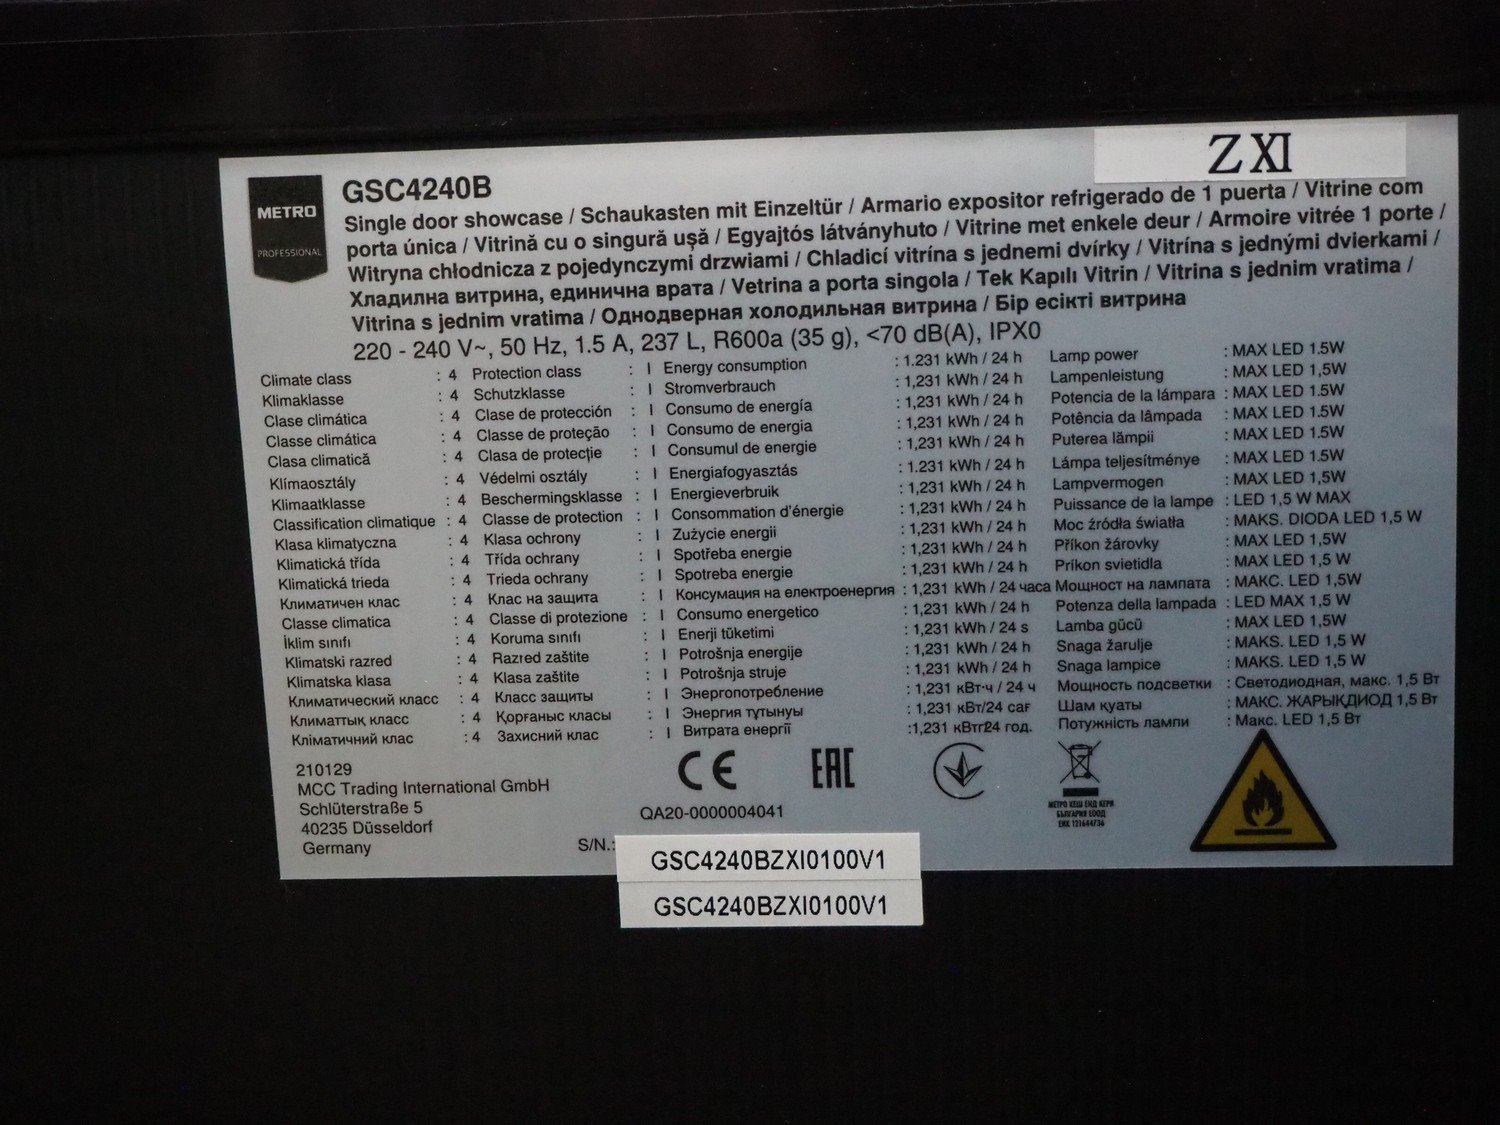 ZXI
METRO
PROFESSIONAL
GSC4240B
Single door showcase / Schaukasten mit Einzeltür / Armario expositor refrigerado de 1 puerta / Vitrine com
porta única / Vitrină cu o singură ușă / Egyajtós látványhuto / Vitrine met enkele deur / Armoire vitrée 1 porte /
Witryna chłodnicza z pojedynczymi drzwiami / Chladicí vitrína s jednemi dvírky / Vitrína s jednými dvierkami /
Хладилна витрина, единична врата / Vetrina a porta singola / Tek Kapılı Vitrin / Vitrina s jednim vratima /
Vitrina s jednim vratima / Однодверная холодильная витрина / Бір есікті витрина
220 - 240 V~, 50 Hz, 1.5 A, 237 L, R600a (35 g), <70 dB(A), IPX0
Climate class : 4 Protection class : I Energy consumption : 1.231 kWh / 24 h Lamp power : MAX LED 1.5W
Klimaklasse : 4 Schutzklasse : I Stromverbrauch : 1,231 kWh / 24 h Lampenleistung : MAX LED 1,5W
Clase climática : 4 Clase de protección : I Consumo de energía : 1,231 kWh / 24 h Potencia de la lámpara : MAX LED 1.5W
Classe climática : 4 Classe de proteção : I Consumo de energia : 1,231 kWh / 24 h Potência da lâmpada : MAX LED 1.5W
Clasa climatică : 4 Clasa de protecție : I Consumul de energie : 1,231 kWh / 24 h Puterea lămpii : MAX LED 1.5W
Klímaosztály : 4 Védelmi osztály : I Energiafogyasztás : 1.231 kWh / 24 h Lámpa teljesítménye : MAX LED 1.5W
Klimaatklasse : 4 Beschermingsklasse : I Energieverbruik : 1,231 kWh / 24 h Lampvermogen : MAX LED 1,5W
Classification climatique : 4 Classe de protection : I Consommation d'énergie : 1,231 kWh / 24 h Puissance de la lampe : LED 1,5 W MAX
Klasa klimatyczna : 4 Klasa ochrony : I Zużycie energii : 1,231 kWh / 24 h Moc źródła światła : MAKS. DIODA LED 1,5 W
Klimatická třída : 4 Třída ochrany : I Spotřeba energie : 1,231 kWh / 24 h Příkon žárovky : MAX LED 1,5W
Klimatická trieda : 4 Trieda ochrany : I Spotreba energie : 1,231 kWh / 24 h Príkon svietidla : MAX LED 1,5 W
Климатичен клас : 4 Клас на защита : I Консумация на електроенергия : 1,231 kWh / 24 часа Мощност на лампата : МАКС. LED 1,5W
Classe climatica : 4 Classe di protezione : I Consumo energetico : 1,231 kWh / 24 h Potenza della lampada : LED MAX 1,5 W
İklim sınıfı : 4 Koruma sınıfı : I Enerji tüketimi : 1,231 kWh / 24 s Lamba gücü : MAX LED 1,5W
Klimatski razred : 4 Razred zaštite : I Potrošnja energije : 1,231 kWh / 24 h Snaga žarulje : MAKS. LED 1,5 W
Klimatska klasa : 4 Klasa zaštite : I Potrošnja struje : 1,231 kWh / 24 h Snaga lampice : MAKS. LED 1,5 W
Климатический класс : 4 Класс защиты : I Энергопотребление : 1,231 кВт·ч / 24 ч Мощность подсветки : Светодиодная, макс. 1,5 Вт
Климаттық класс : 4 Қорғаныс класы : I Энергия тұтынуы : 1,231 кВт/24 сағ Шам қуаты : МАКС. ЖАРЫҚДИОД 1,5 Вт
Кліматичний клас : 4 Захисний клас : I Витрата енергії :1,231 кВтг24 год. Потужність лампи : Макс. LED 1,5 Вт
210129
MCC Trading International GmbH
Schlüterstraße 5
40235 Düsseldorf
Germany
CE EAC
QA20-0000004041
МЕТРО КЕШ ЕНД КЕРИ
БЪЛГАРИЯ ЕООД
ЕИК 121644736
S/N.:
GSC4240BZXI0100V1
GSC4240BZXI0100V1